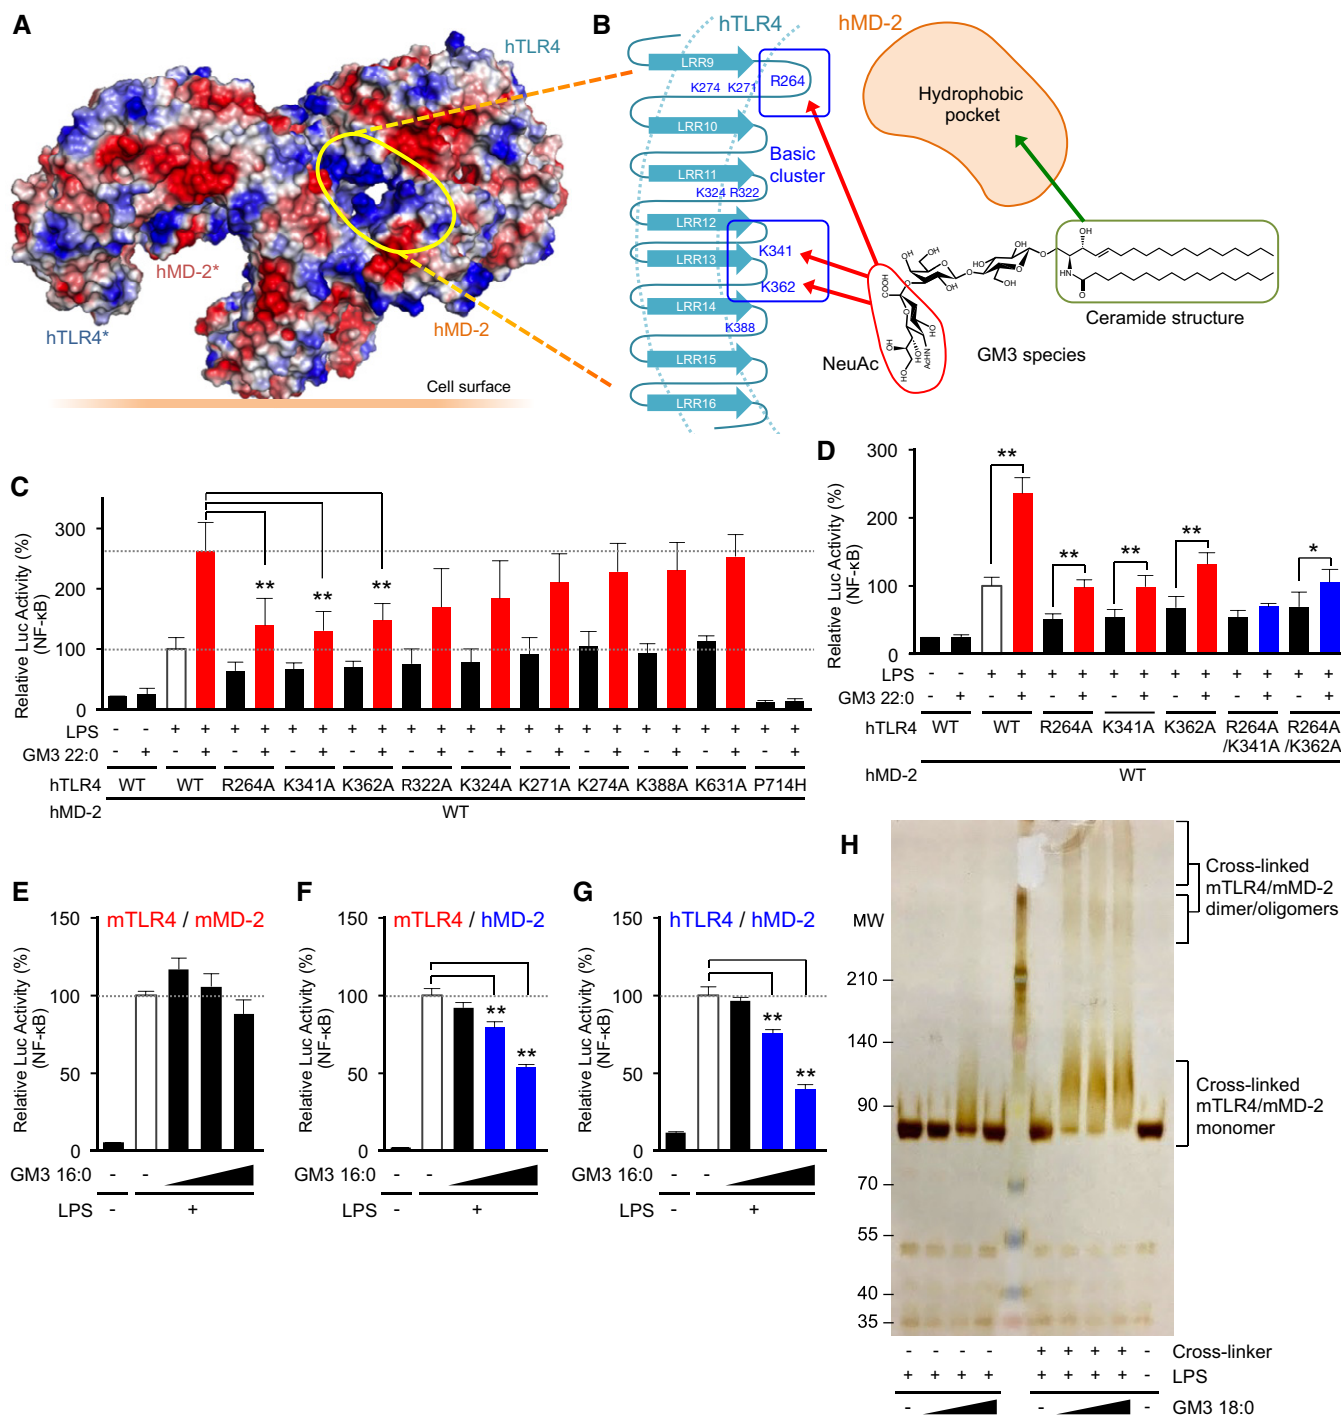 A
hTLR4
hMD-2*
hTLR4*
hMD-2
Cell surface
B
hTLR4
hMD-2
LRR9
K274 K271
R264
LRR10
Basic
cluster
LRR11
K324 R322
LRR12
K341
LRR13
K362
LRR14
K388
LRR15
LRR16
Hydrophobic
pocket
OH
HN
O
O
OH
HO
COOH
AcHN
NeuAc
GM3 species
Ceramide structure
C
Relative Luc Activity (%)
(NF-κB)
300
200
100
0
** ** **
LPS - - + + + + + + + + + + + + + + + + + + + + + +
GM3 22:0 - + - + - + - + - + - + - + - + - + - + - + - +
hTLR4 WT WT R264A K341A K362A R322A K324A K271A K274A K388A K631A P714H
hMD-2 WT
D
Relative Luc Activity (%)
(NF-κB)
300
200
100
0
** ** ** ** *
LPS - - + + + + + + + + + + + +
GM3 22:0 - + - + - + - + - + - + - +
hTLR4 WT WT R264A K341A K362A R264A R264A
/K341A /K362A
hMD-2 WT
E
mTLR4 / mMD-2
Relative Luc Activity (%)
(NF-κB)
150
100
50
0
GM3 16:0 - -
LPS - +
F
mTLR4 / hMD-2
Relative Luc Activity (%)
(NF-κB)
150
100
50
0
** **
GM3 16:0 - -
LPS - +
G
hTLR4 / hMD-2
Relative Luc Activity (%)
(NF-κB)
150
100
50
0
** **
GM3 16:0 - -
LPS - +
H
MW
210
140
90
70
55
40
35
Cross-linked
mTLR4/mMD-2
dimer/oligomers
Cross-linked
mTLR4/mMD-2
monomer
- - - - + + + + - Cross-linker
+ + + + + + + + - LPS
- - - GM3 18:0